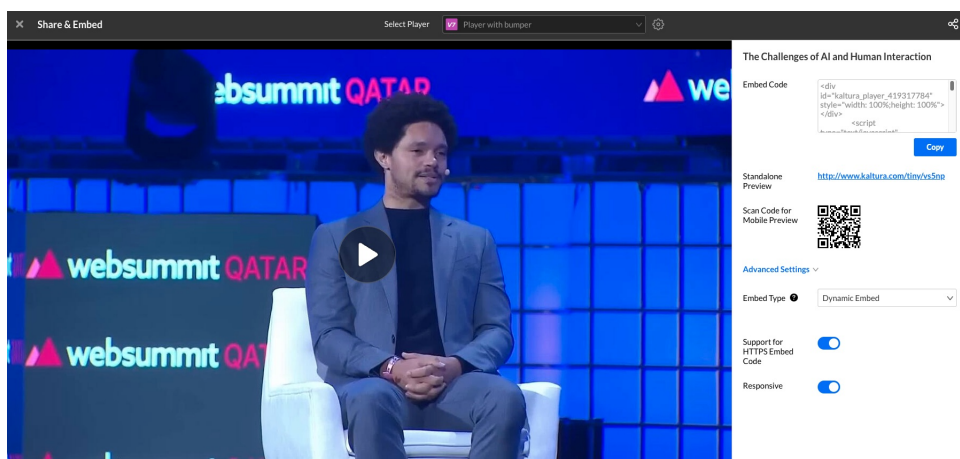 Share & Embed
Select Player
V7 Player with bumper
The Challenges of AI and Human Interaction
Embed Code
<div
id="kaltura_player_419317784"
style="width: 100%;height: 100%">
</div>
<script
Copy
Standalone
Preview
http://www.kaltura.com/tiny/vs5np
Scan Code for
Mobile Preview
Advanced Settings
Embed Type
Dynamic Embed
Support for
HTTPS Embed
Code
Responsive
ebsummit QATAR
we
websummit QATAR
websummit QAT